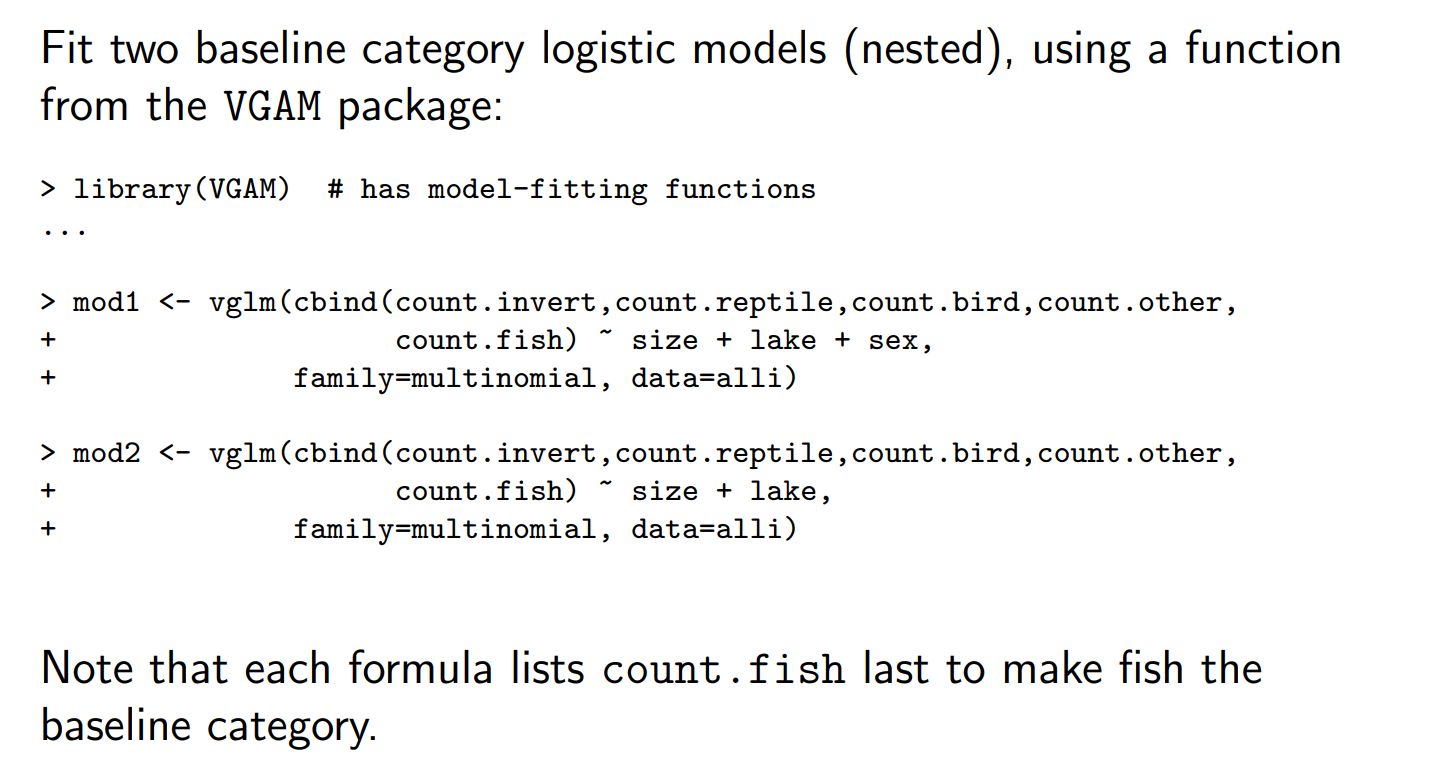 Fit two baseline category logistic models (nested), using a function
from the VGAM package:
> library(VGAM)  # has model-fitting functions
...
> mod1 <- vglm(cbind(count.invert,count.reptile,count.bird,count.other,
+                     count.fish) ~ size + lake + sex,
+               family=multinomial, data=alli)
> mod2 <- vglm(cbind(count.invert,count.reptile,count.bird,count.other,
+                     count.fish) ~ size + lake,
+               family=multinomial, data=alli)
Note that each formula lists count.fish last to make fish the
baseline category.